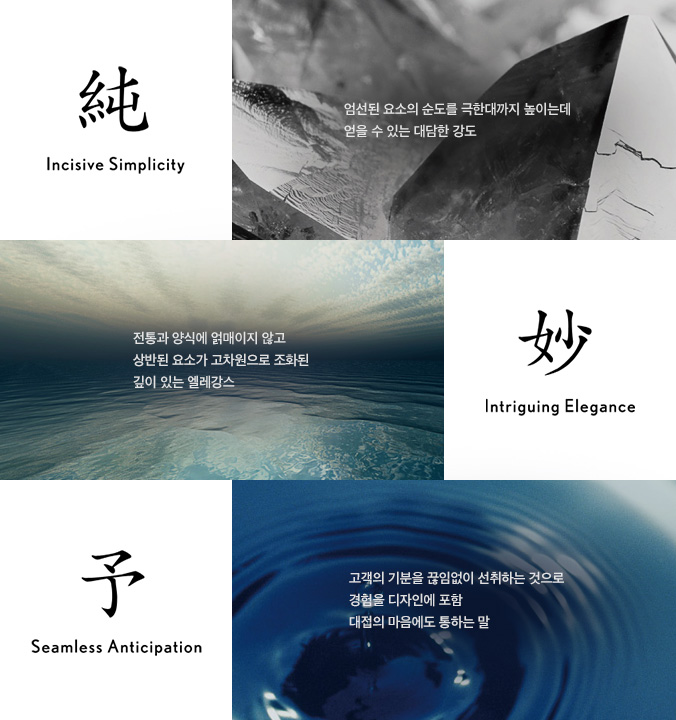 純
Incisive Simplicity
엄선된 요소의 순도를 극한대까지 높이는데
얻을 수 있는 대담한 강도
전통과 양식에 얽매이지 않고
상반된 요소가 고차원으로 조화된
깊이 있는 엘레강스
妙
Intriguing Elegance
予
Seamless Anticipation
고객의 기분을 끊임없이 선취하는 것으로
경험을 디자인에 포함
대접의 마음에도 통하는 말